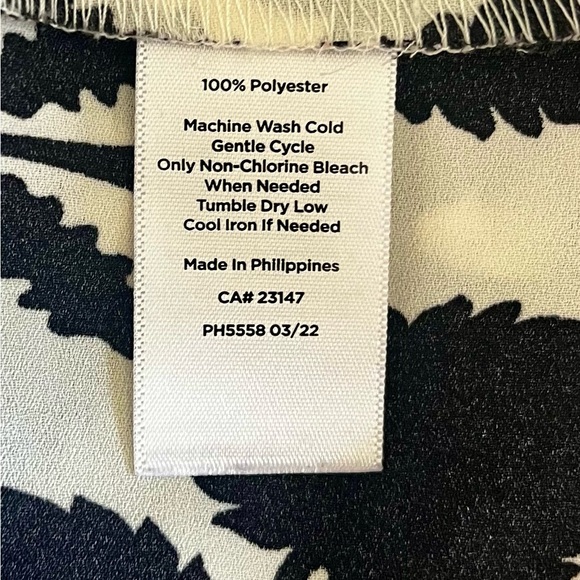 100% Polyester
Machine Wash Cold
Gentle Cycle
Only Non-Chlorine Bleach
When Needed
Tumble Dry Low
Cool Iron If Needed
Made In Philippines
CA# 23147
PH5558 03/22